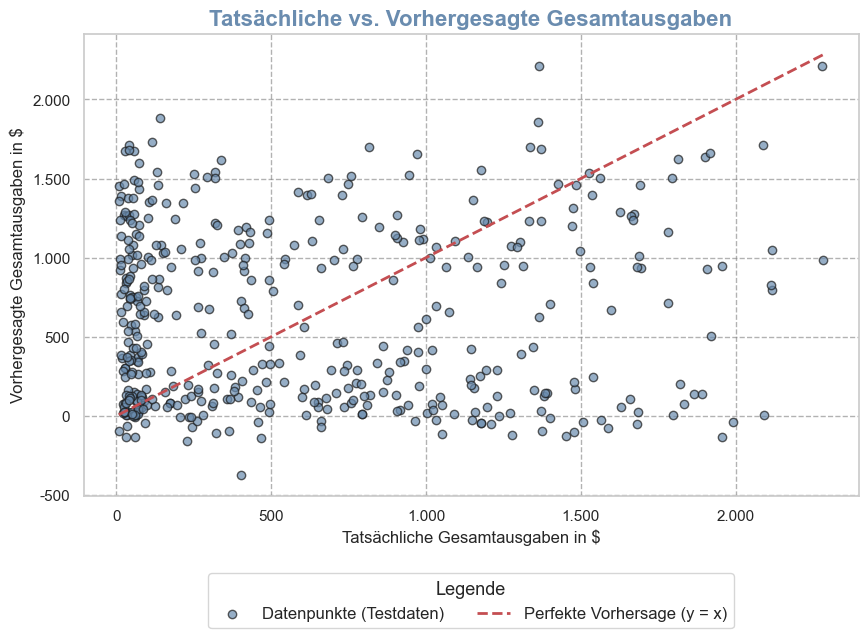 Tatsächliche vs. Vorhergesagte Gesamtausgaben
Vorhergesagte Gesamtausgaben in $
2.000
1.500
1.000
500
0
-500
0 500 1.000 1.500 2.000
Tatsächliche Gesamtausgaben in $
Legende
Datenpunkte (Testdaten) Perfekte Vorhersage (y = x)